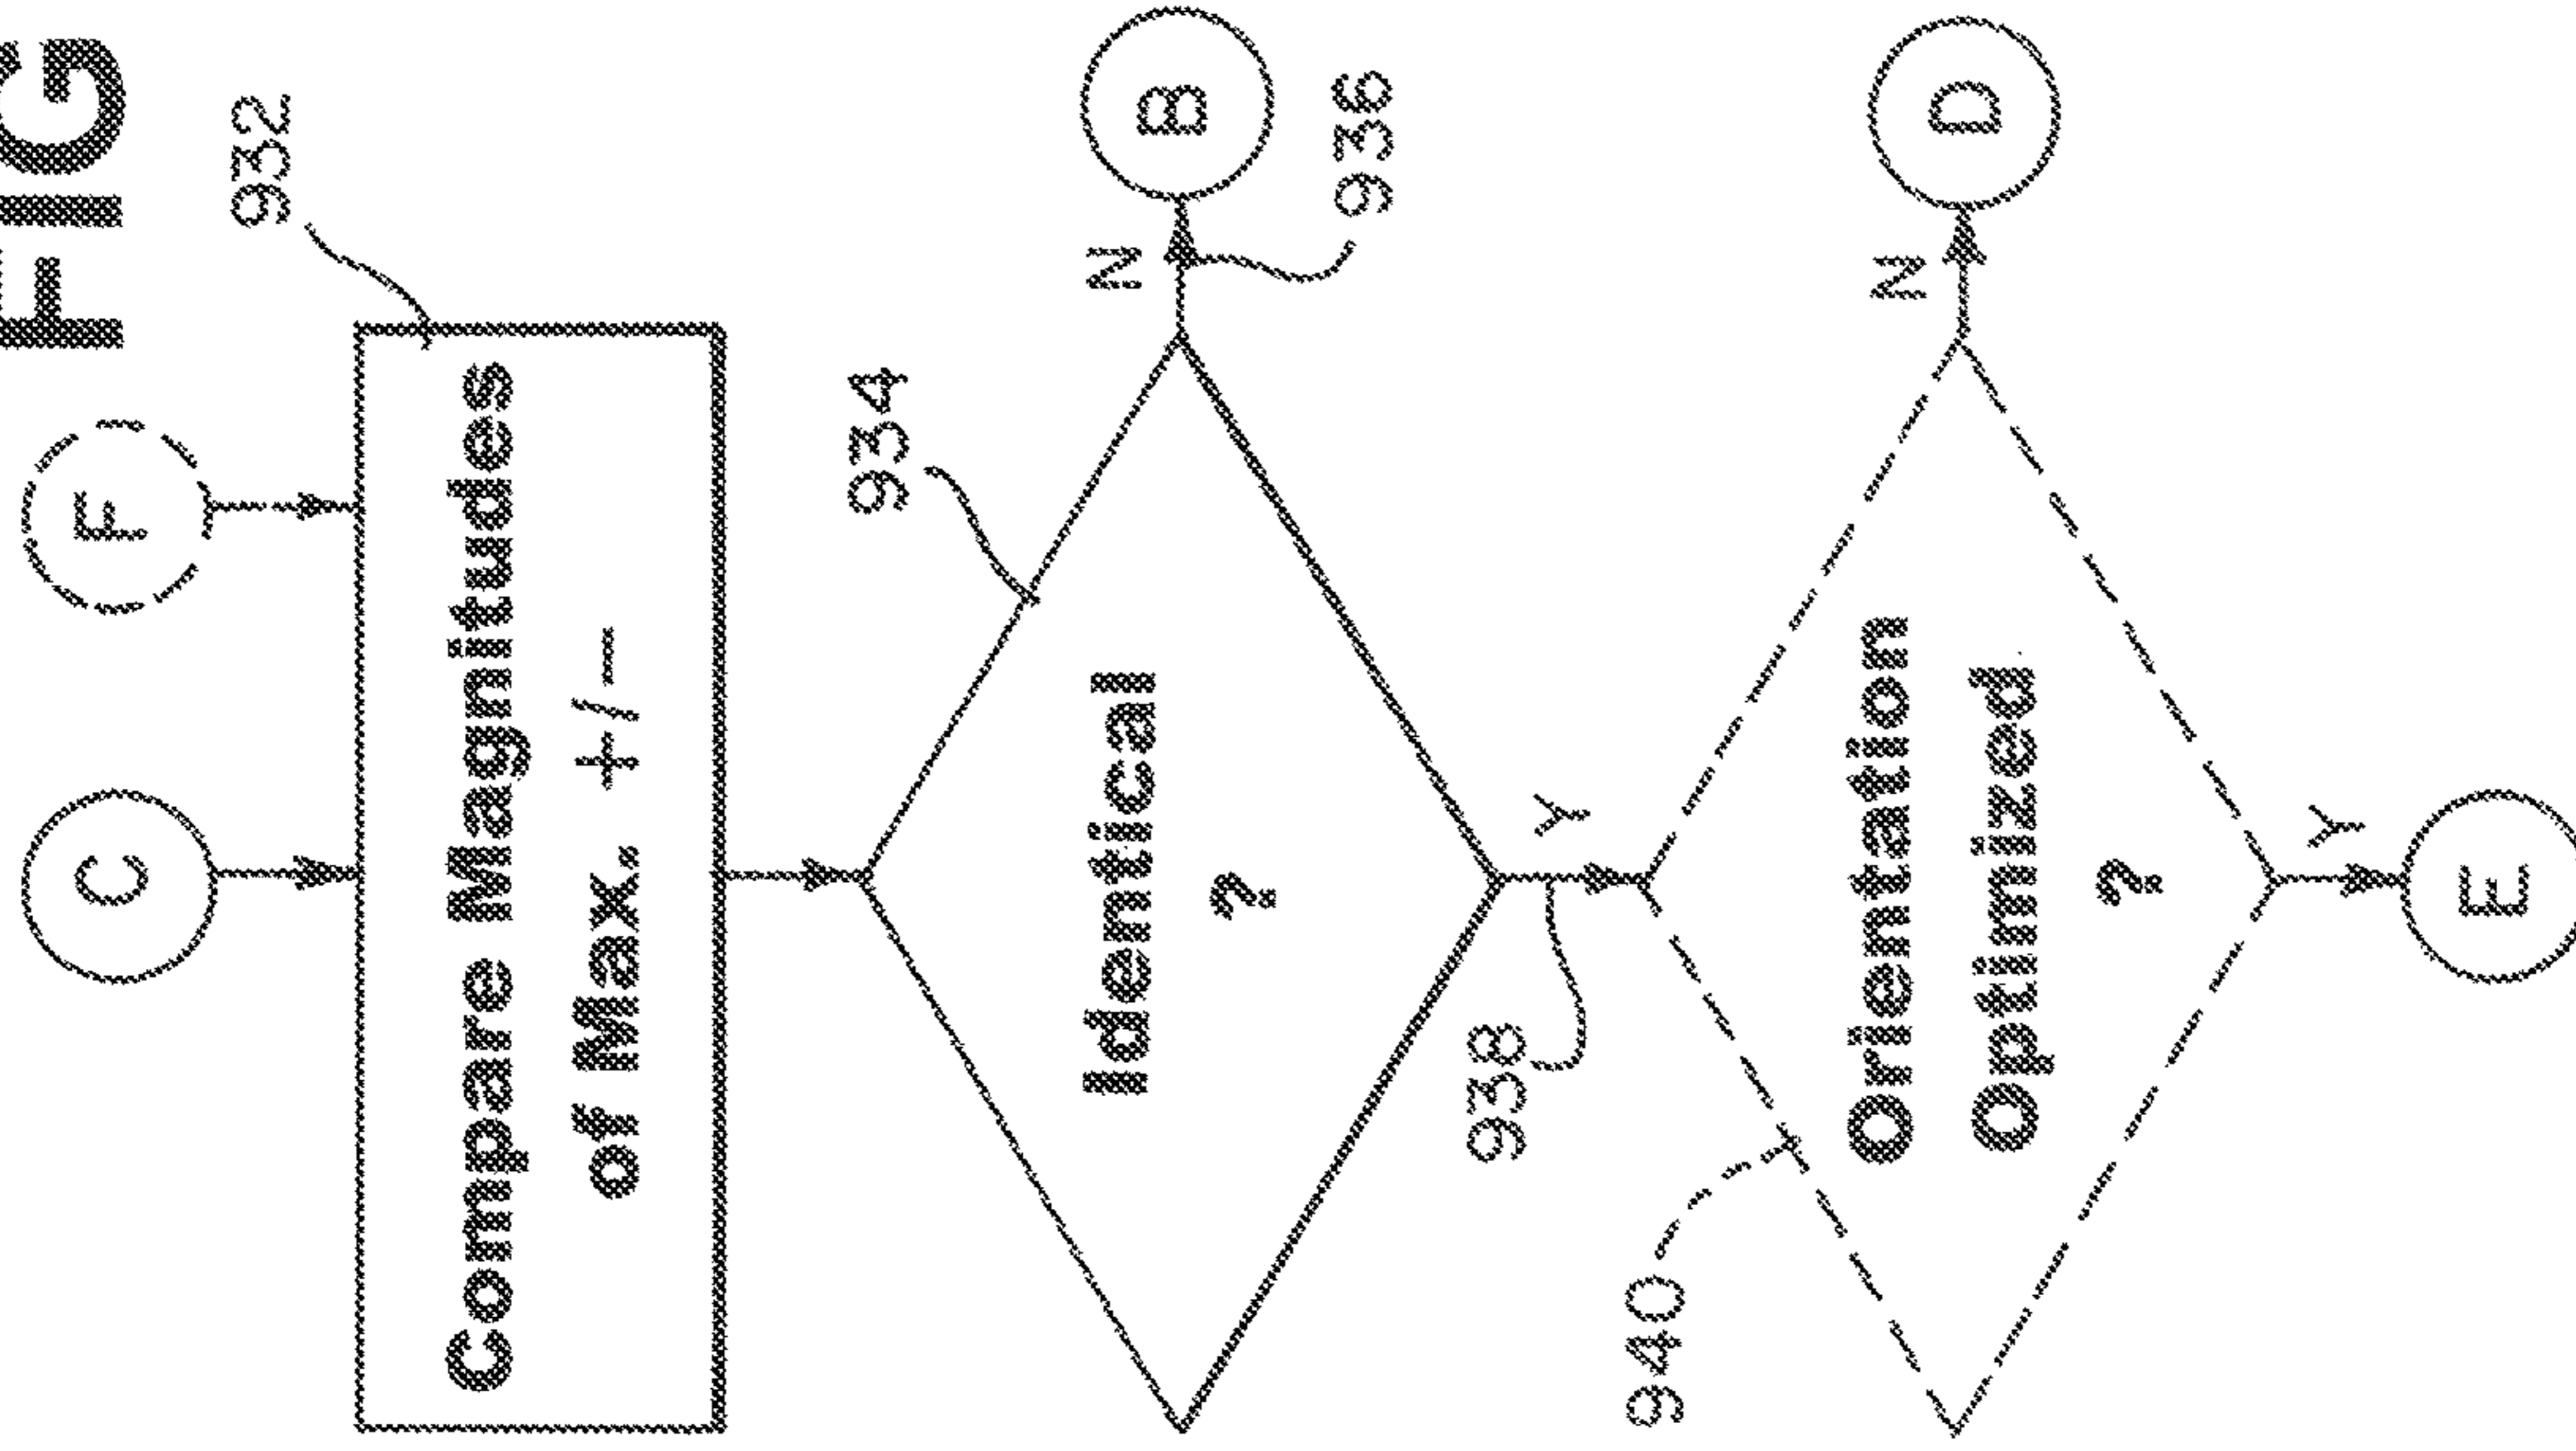 FIG
C
F
932
Compare Magnitudes
of Max. +/-
934
Identical
?
N
B
936
938
Y
940
Orientation
Optimized
?
N
D
Y
E